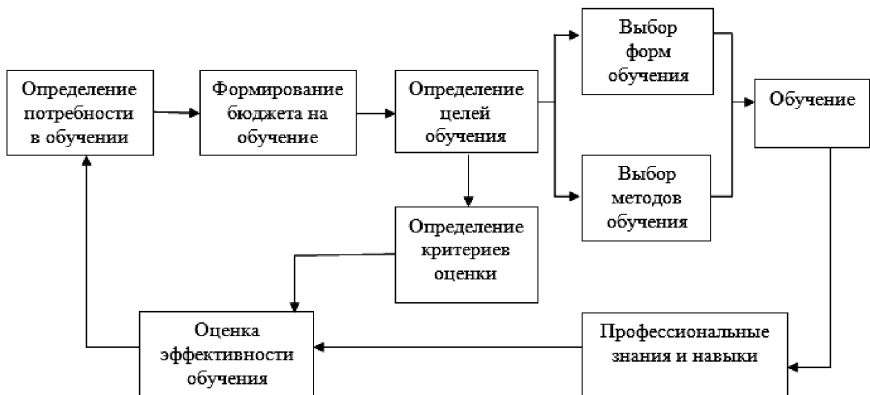 Определение
потребности
в обучении
Формирование
бюджета на
обучение
Определение
целей
обучения
Выбор
форм
обучения
Выбор
методов
обучения
Обучение
Определение
критериев
оценки
Оценка
эффективности
обучения
Профессиональные
знания и навыки